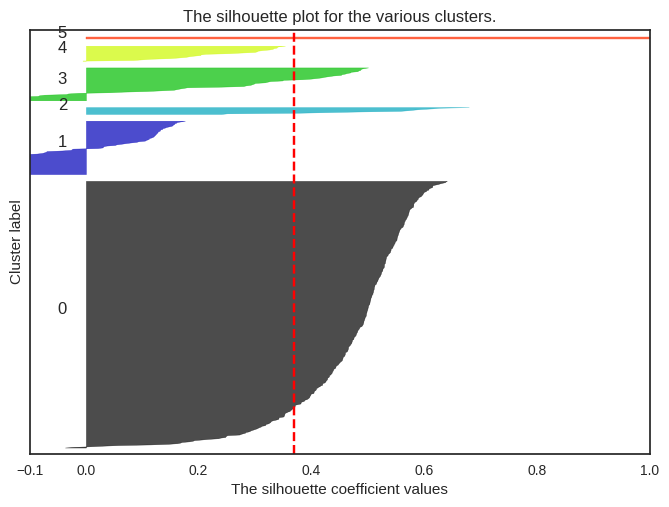 The silhouette plot for the various clusters.
5
4
3
2
1
0
Cluster label
−0.1 0.0 0.2 0.4 0.6 0.8 1.0
The silhouette coefficient values